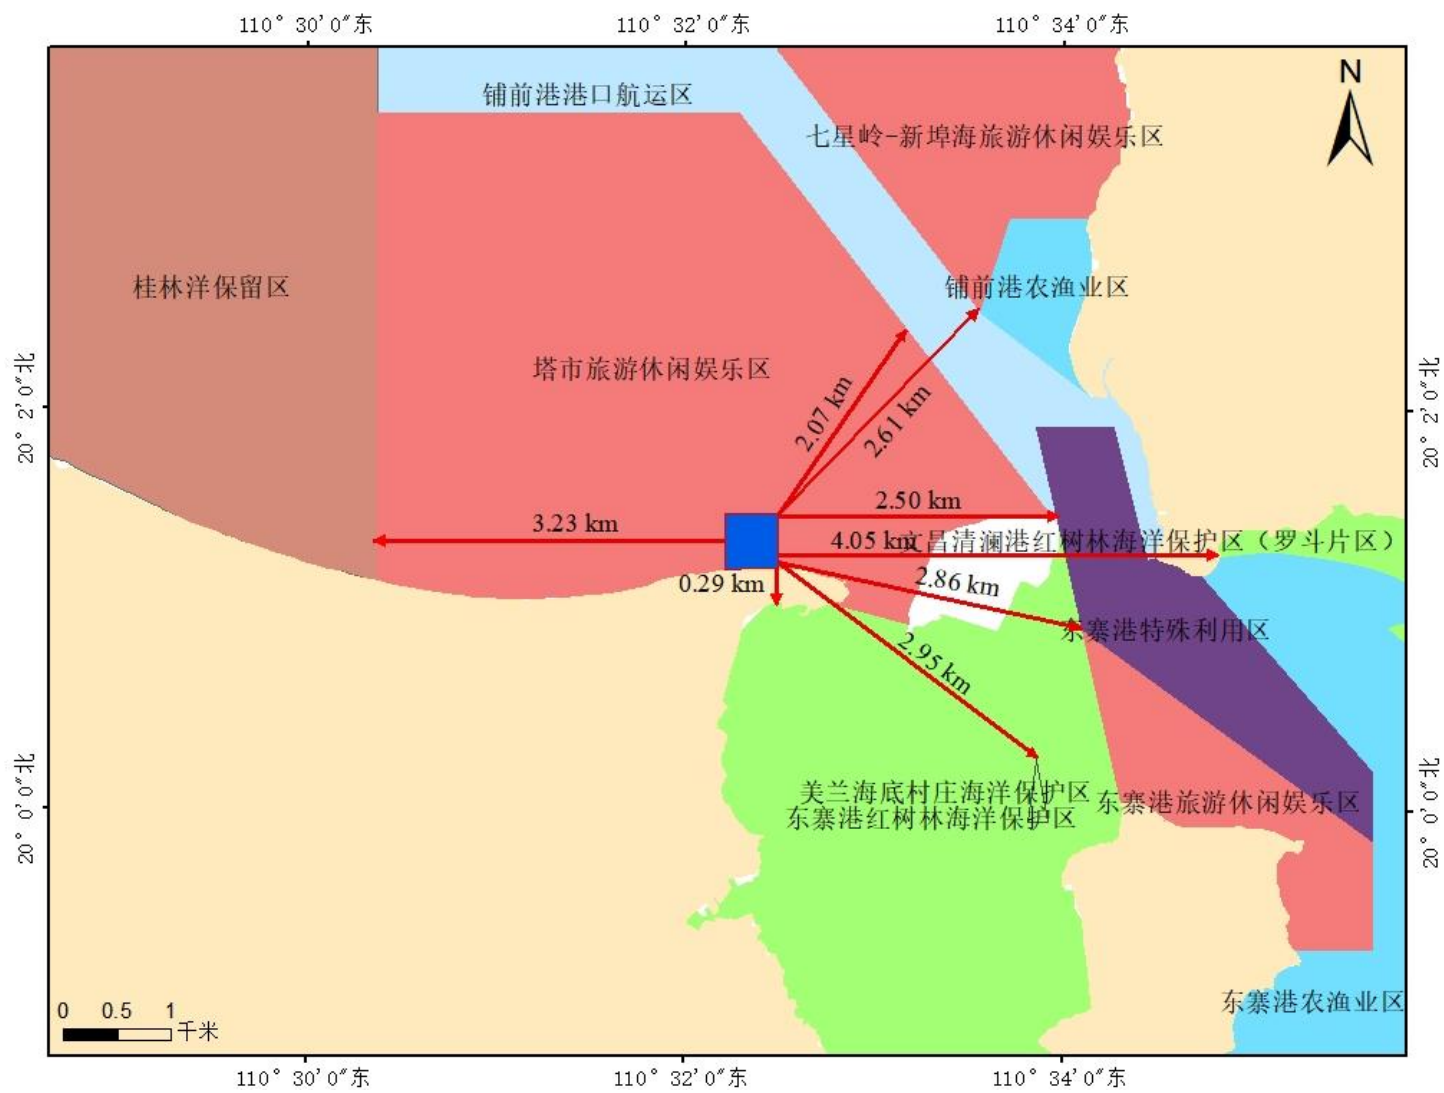 110° 30′ 0″东
110° 32′ 0″东
110° 34′ 0″东
N
铺前港港口航运区
七星岭-新埠海旅游休闲娱乐区
桂林洋保留区
铺前港农渔业区
塔市旅游休闲娱乐区
20° 2′0″北
20° 2′0″北
2.07 km
2.61 km
2.50 km
3.23 km
4.05 km
文昌清澜港红树林海洋保护区（罗斗片区）
0.29 km
2.86 km
东寨港特殊利用区
2.95 km
美兰海底村庄海洋保护区
东寨港旅游休闲娱乐区
东寨港红树林海洋保护区
20° 0′0″北
20° 0′0″北
东寨港农渔业区
0 0.5 1
千米
110° 30′ 0″东
110° 32′ 0″东
110° 34′ 0″东